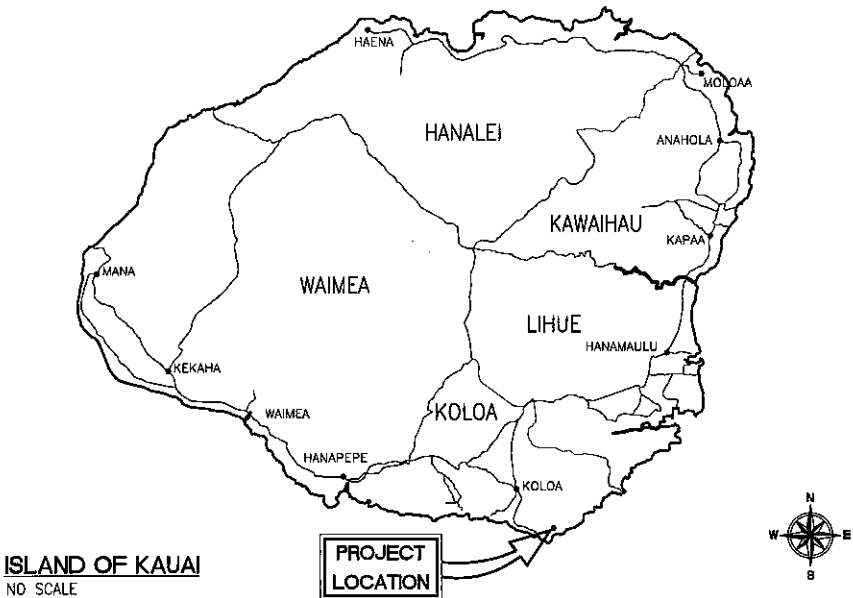 HAENA
MOLOAA
HANALEI
ANAHOLA
KAWAIHAU
KAPAA
MANA
WAIMEA
LIHUE
HANAMAULU
KEKAHA
WAIMEA
KOLOA
HANAPEPE
KOLOA
N
W E
S
PROJECT
LOCATION
ISLAND OF KAUAI
NO SCALE